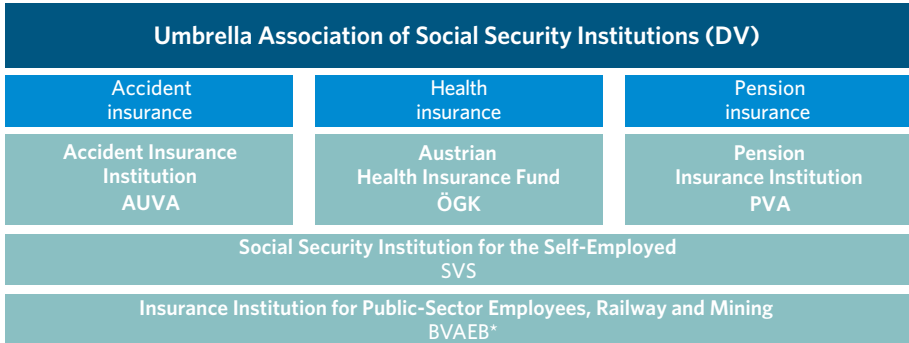 Umbrella Association of Social Security Institutions (DV)
Accident
insurance
Health
insurance
Pension
insurance
Accident Insurance
Institution
AUVA
Austrian
Health Insurance Fund
ÖGK
Pension
Insurance Institution
PVA
Social Security Institution for the Self-Employed
SVS
Insurance Institution for Public-Sector Employees, Railway and Mining
BVAEB*